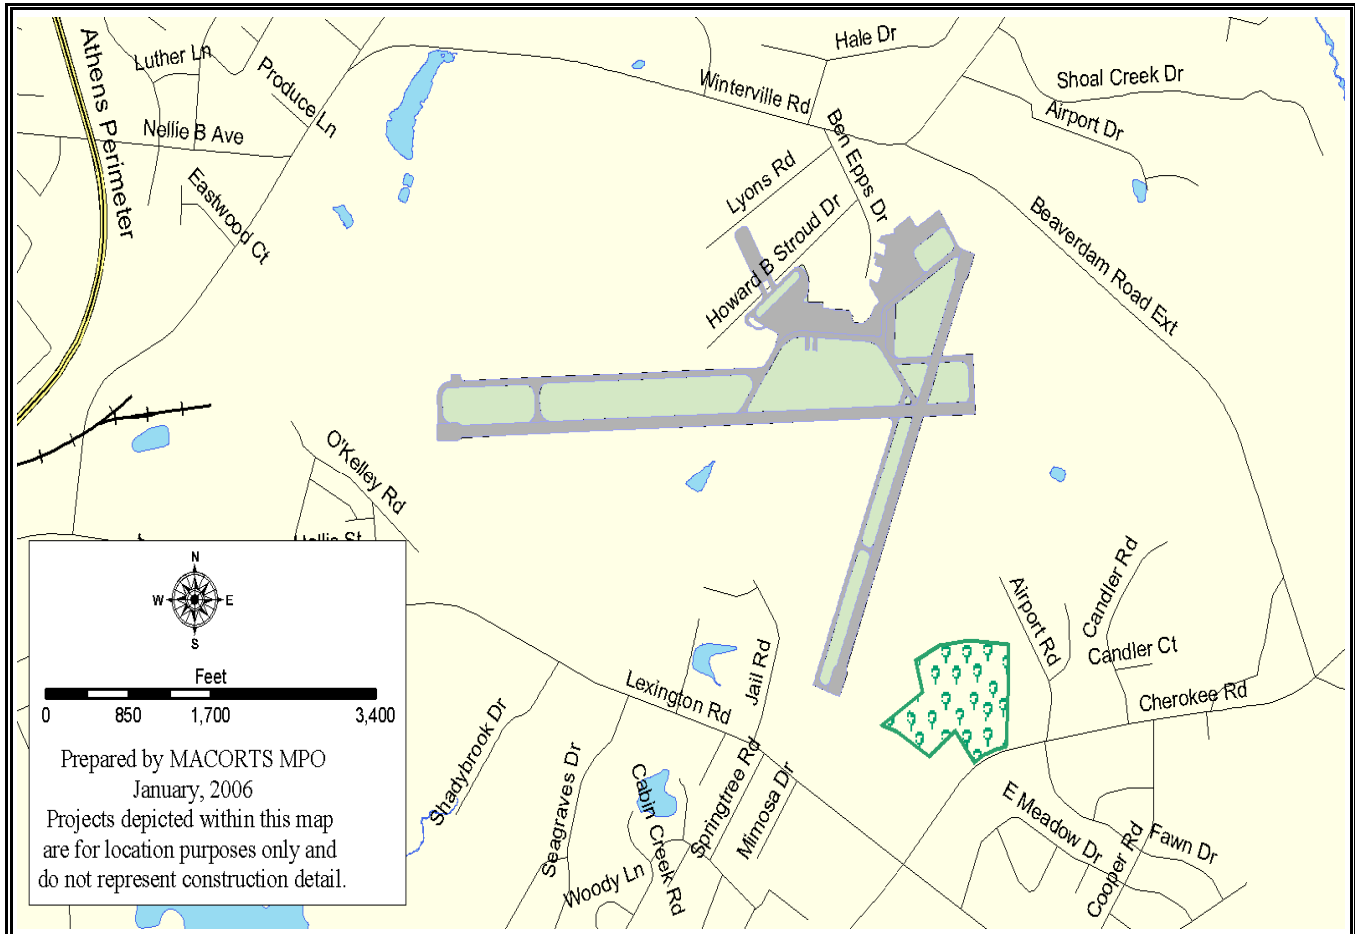 Hale Dr
Luther Ln
Athens Perimeter
Produce Ln
Shoal Creek Dr
Winterville Rd
Airport Dr
Nellie B Ave
Ben Epps Dr
Lyons Rd
Eastwood Ct
Howard B Stroud Dr
Beaverdam Road Ext
O'Kelley Rd
Hollis St
N
W E
S
Feet
0 850 1,700 3,400
Prepared by MACORTS MPO
January, 2006
Projects depicted within this map
are for location purposes only and
do not represent construction detail.
Candler Rd
Airport Rd
Candler Ct
Cherokee Rd
Jail Rd
Lexington Rd
Shadybrook Dr
Seagraves Dr
Cabin Creek Rd
Springtree Rd
Mimosa Dr
Woody Ln
E Meadow Dr
Fawn Dr
Cooper Rd